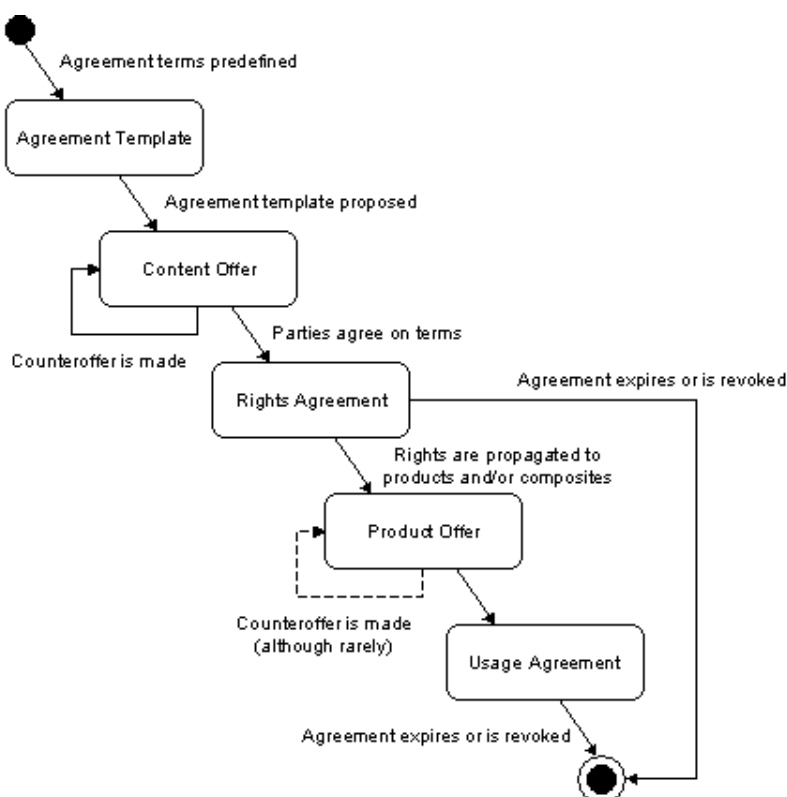 Agreement terms predefined
Agreement Template
Agreement template proposed
Content Offer
Parties agree on terms
Counteroffer is made
Agreement expires or is revoked
Rights Agreement
Rights are propagated to
products and/or composites
Product Offer
Counteroffer is made
(although rarely)
Usage Agreement
Agreement expires or is revoked